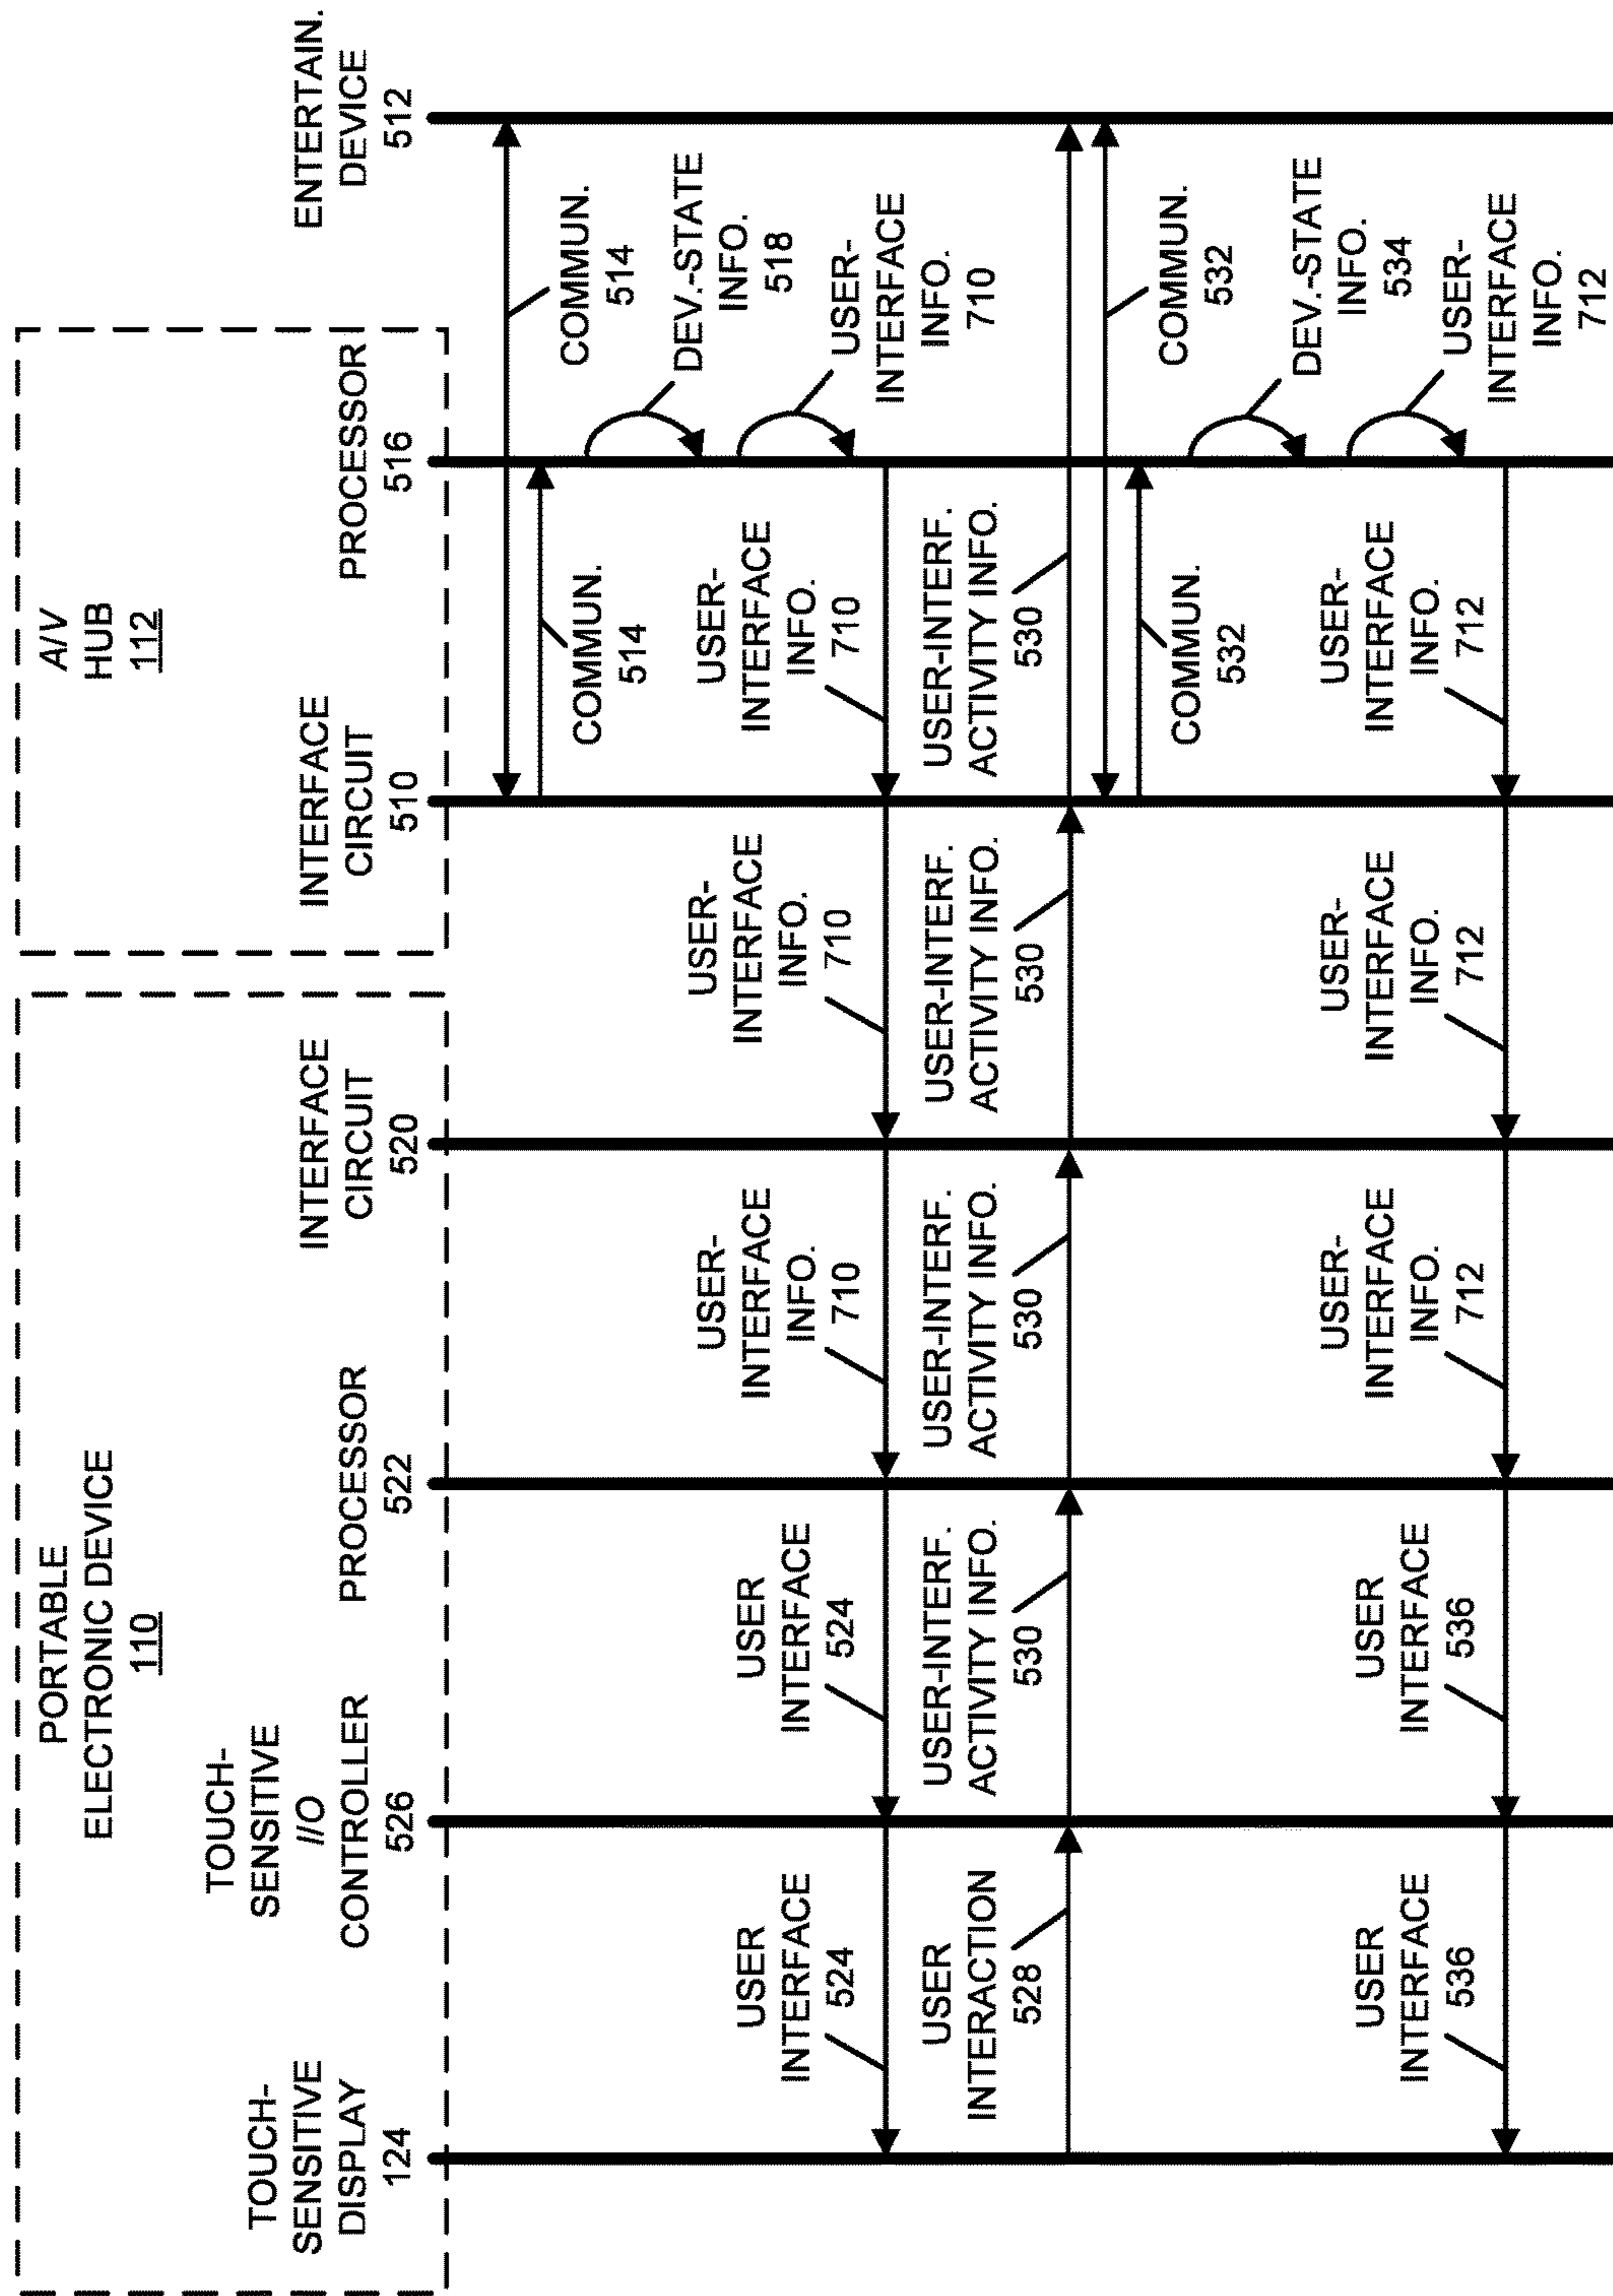 PORTABLE
ELECTRONIC DEVICE
110
A/V
HUB
112
TOUCH-
SENSITIVE
DISPLAY
124
TOUCH-
SENSITIVE
I/O
CONTROLLER
526
PROCESSOR
522
INTERFACE
CIRCUIT
520
INTERFACE
CIRCUIT
510
PROCESSOR
516
ENTERTAIN.
DEVICE
512
COMMUN.
514
COMMUN.
514
DEV.-STATE
INFO.
518
USER-
INTERFACE
INFO.
710
USER
INTERFACE
524
USER
INTERFACE
524
USER-
INTERFACE
INFO.
710
USER-
INTERFACE
INFO.
710
USER-
INTERFACE
INFO.
710
USER
INTERACTION
528
USER-INTERF.
ACTIVITY INFO.
530
USER-INTERF.
ACTIVITY INFO.
530
USER-INTERF.
ACTIVITY INFO.
530
USER-INTERF.
ACTIVITY INFO.
530
COMMUN.
532
COMMUN.
532
DEV.-STATE
INFO.
534
USER-
INTERFACE
INFO.
712
USER
INTERFACE
536
USER
INTERFACE
536
USER-
INTERFACE
INFO.
712
USER-
INTERFACE
INFO.
712
USER-
INTERFACE
INFO.
712